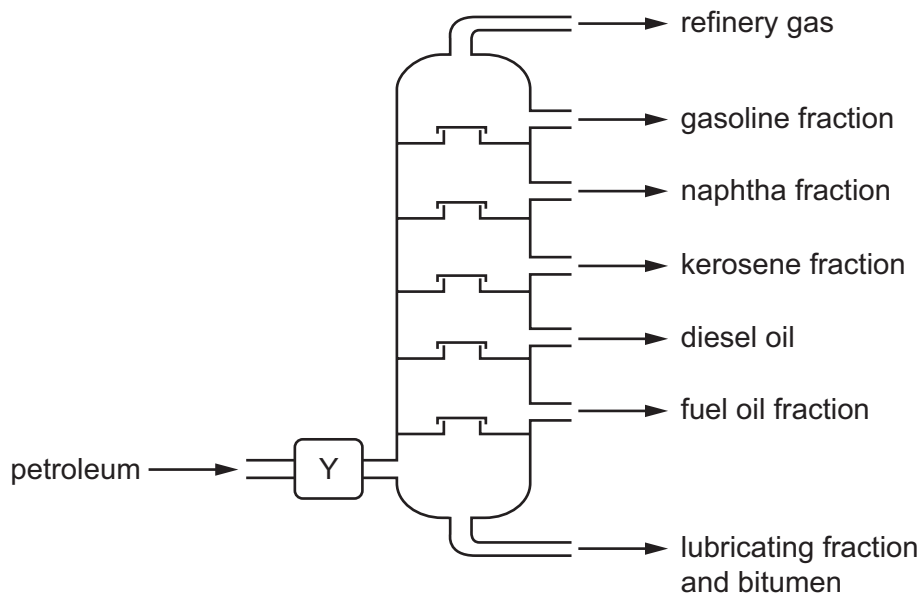 refinery gas
gasoline fraction
naphtha fraction
kerosene fraction
diesel oil
fuel oil fraction
petroleum
Y
lubricating fraction
and bitumen